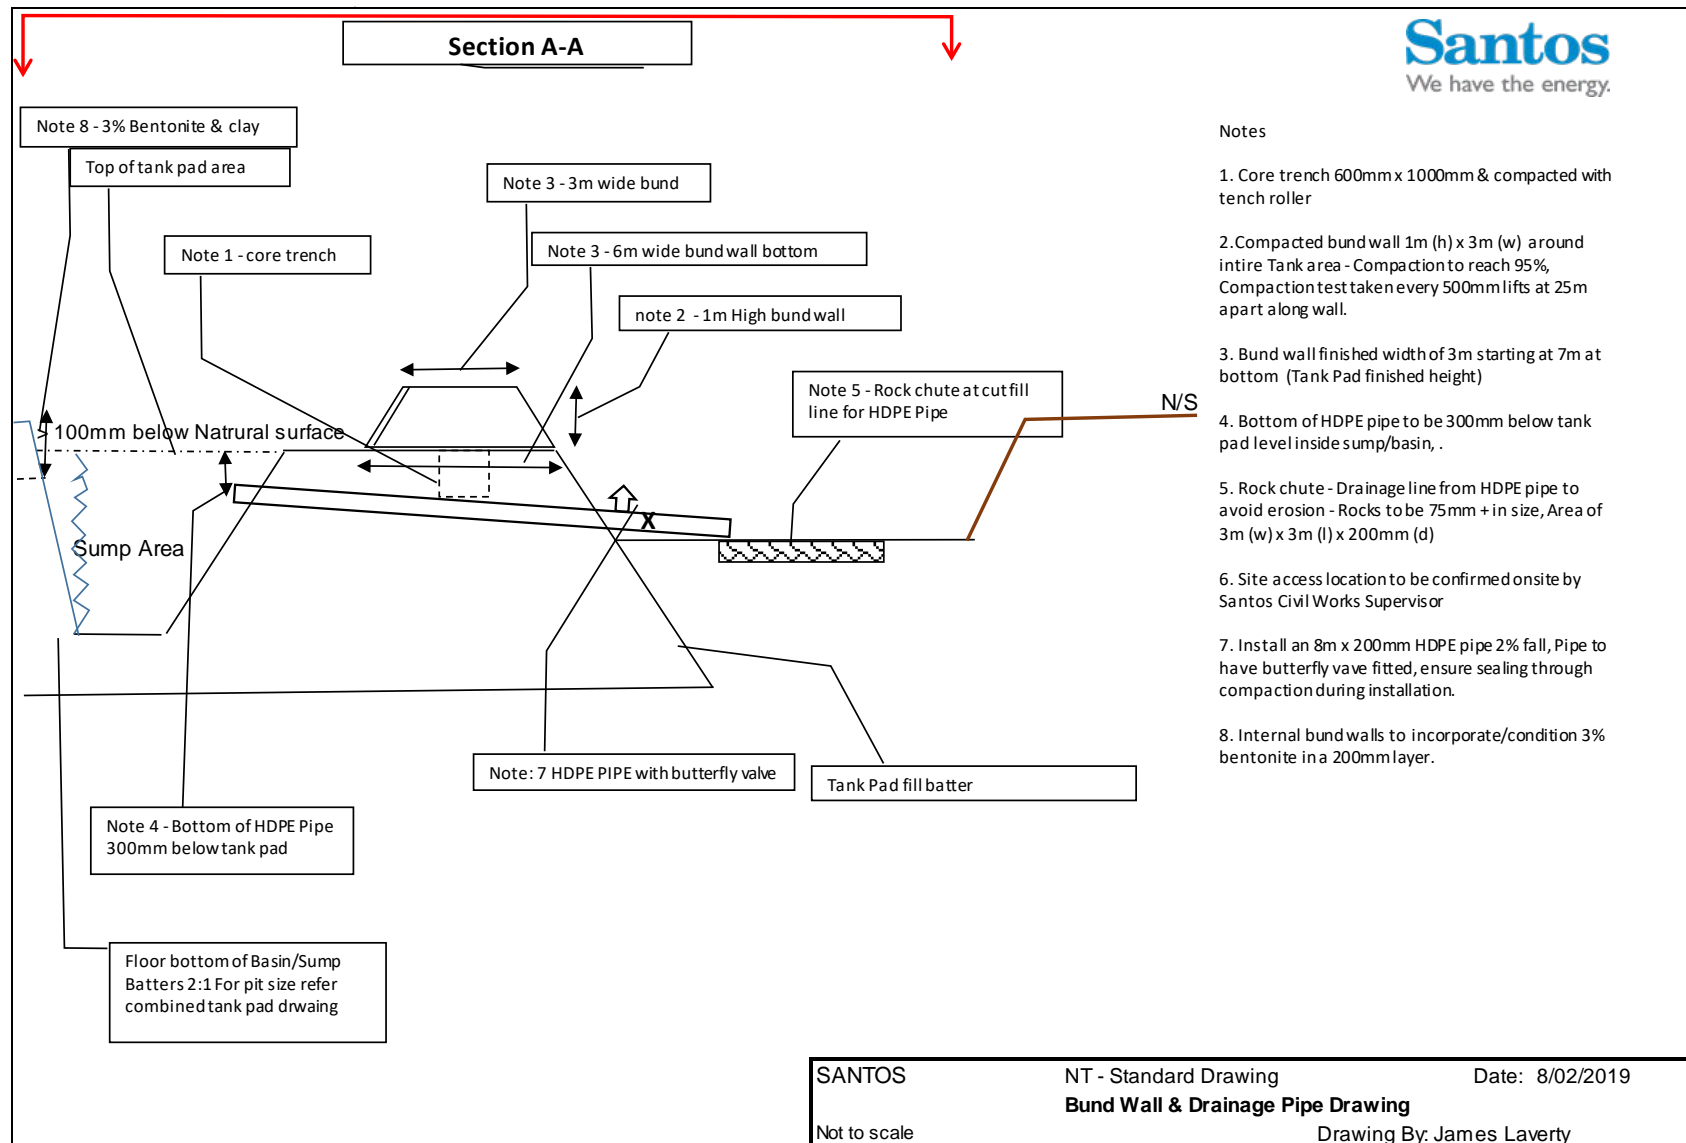 Section A-A
Santos
We have the energy.
Note 8 - 3% Bentonite & clay
Top of tank pad area
Note 3 - 3m wide bund
Note 1 - core trench
Note 3 - 6m wide bund wall bottom
note 2 - 1m High bund wall
Note 5 - Rock chute at cut fill
line for HDPE Pipe
N/S
> 100mm below Natrural surface
X
Sump Area
Note: 7 HDPE PIPE with butterfly valve
Tank Pad fill batter
Note 4 - Bottom of HDPE Pipe
300mm below tank pad
Floor bottom of Basin/Sump
Batters 2:1 For pit size refer
combined tank pad drwaing
Notes
1. Core trench 600mm x 1000mm & compacted with
tench roller
2.Compacted bund wall 1m (h) x 3m (w) around
intire Tank area - Compaction to reach 95%,
Compaction test taken every 500mm lifts at 25m
apart along wall.
3. Bund wall finished width of 3m starting at 7m at
bottom (Tank Pad finished height)
4. Bottom of HDPE pipe to be 300mm below tank
pad level inside sump/basin, .
5. Rock chute - Drainage line from HDPE pipe to
avoid erosion - Rocks to be 75mm + in size, Area of
3m (w) x 3m (l) x 200mm (d)
6. Site access location to be confirmed onsite by
Santos Civil Works Supervisor
7. Install an 8m x 200mm HDPE pipe 2% fall, Pipe to
have butterfly vave fitted, ensure sealing through
compaction during installation.
8. Internal bund walls to incorporate/condition 3%
bentonite in a 200mm layer.
SANTOS
NT - Standard Drawing
Date: 8/02/2019
Bund Wall & Drainage Pipe Drawing
Not to scale
Drawing By: James Laverty